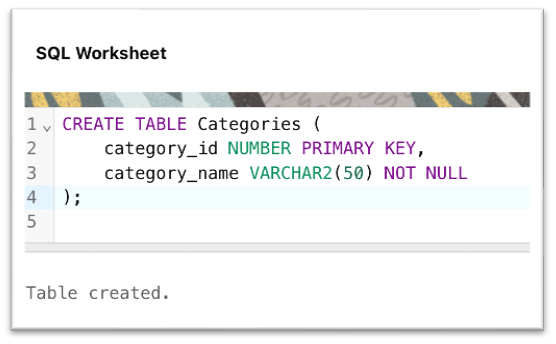 SQL Worksheet
1 CREATE TABLE Categories (
2 category_id NUMBER PRIMARY KEY,
3 category_name VARCHAR2(50) NOT NULL
4 );
5
Table created.